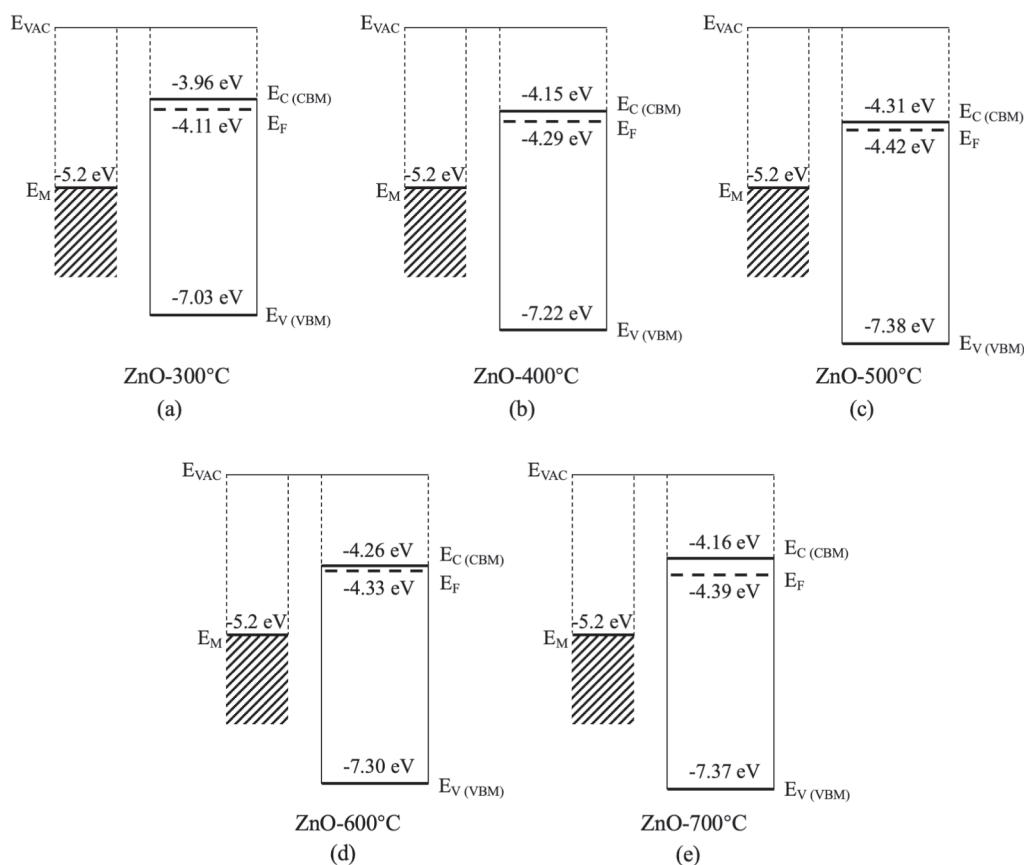 E_VAC
-3.96 eV
E_C (CBM)
-4.11 eV
E_F
-5.2 eV
E_M
-7.03 eV
E_V (VBM)
ZnO-300°C
(a)
E_VAC
-4.15 eV
E_C (CBM)
-4.29 eV
E_F
-5.2 eV
E_M
-7.22 eV
E_V (VBM)
ZnO-400°C
(b)
E_VAC
-4.31 eV
E_C (CBM)
-4.42 eV
E_F
-5.2 eV
E_M
-7.38 eV
E_V (VBM)
ZnO-500°C
(c)
E_VAC
-4.26 eV
E_C (CBM)
-4.33 eV
E_F
-5.2 eV
E_M
-7.30 eV
E_V (VBM)
ZnO-600°C
(d)
E_VAC
-4.16 eV
E_C (CBM)
-4.39 eV
E_F
-5.2 eV
E_M
-7.37 eV
E_V (VBM)
ZnO-700°C
(e)